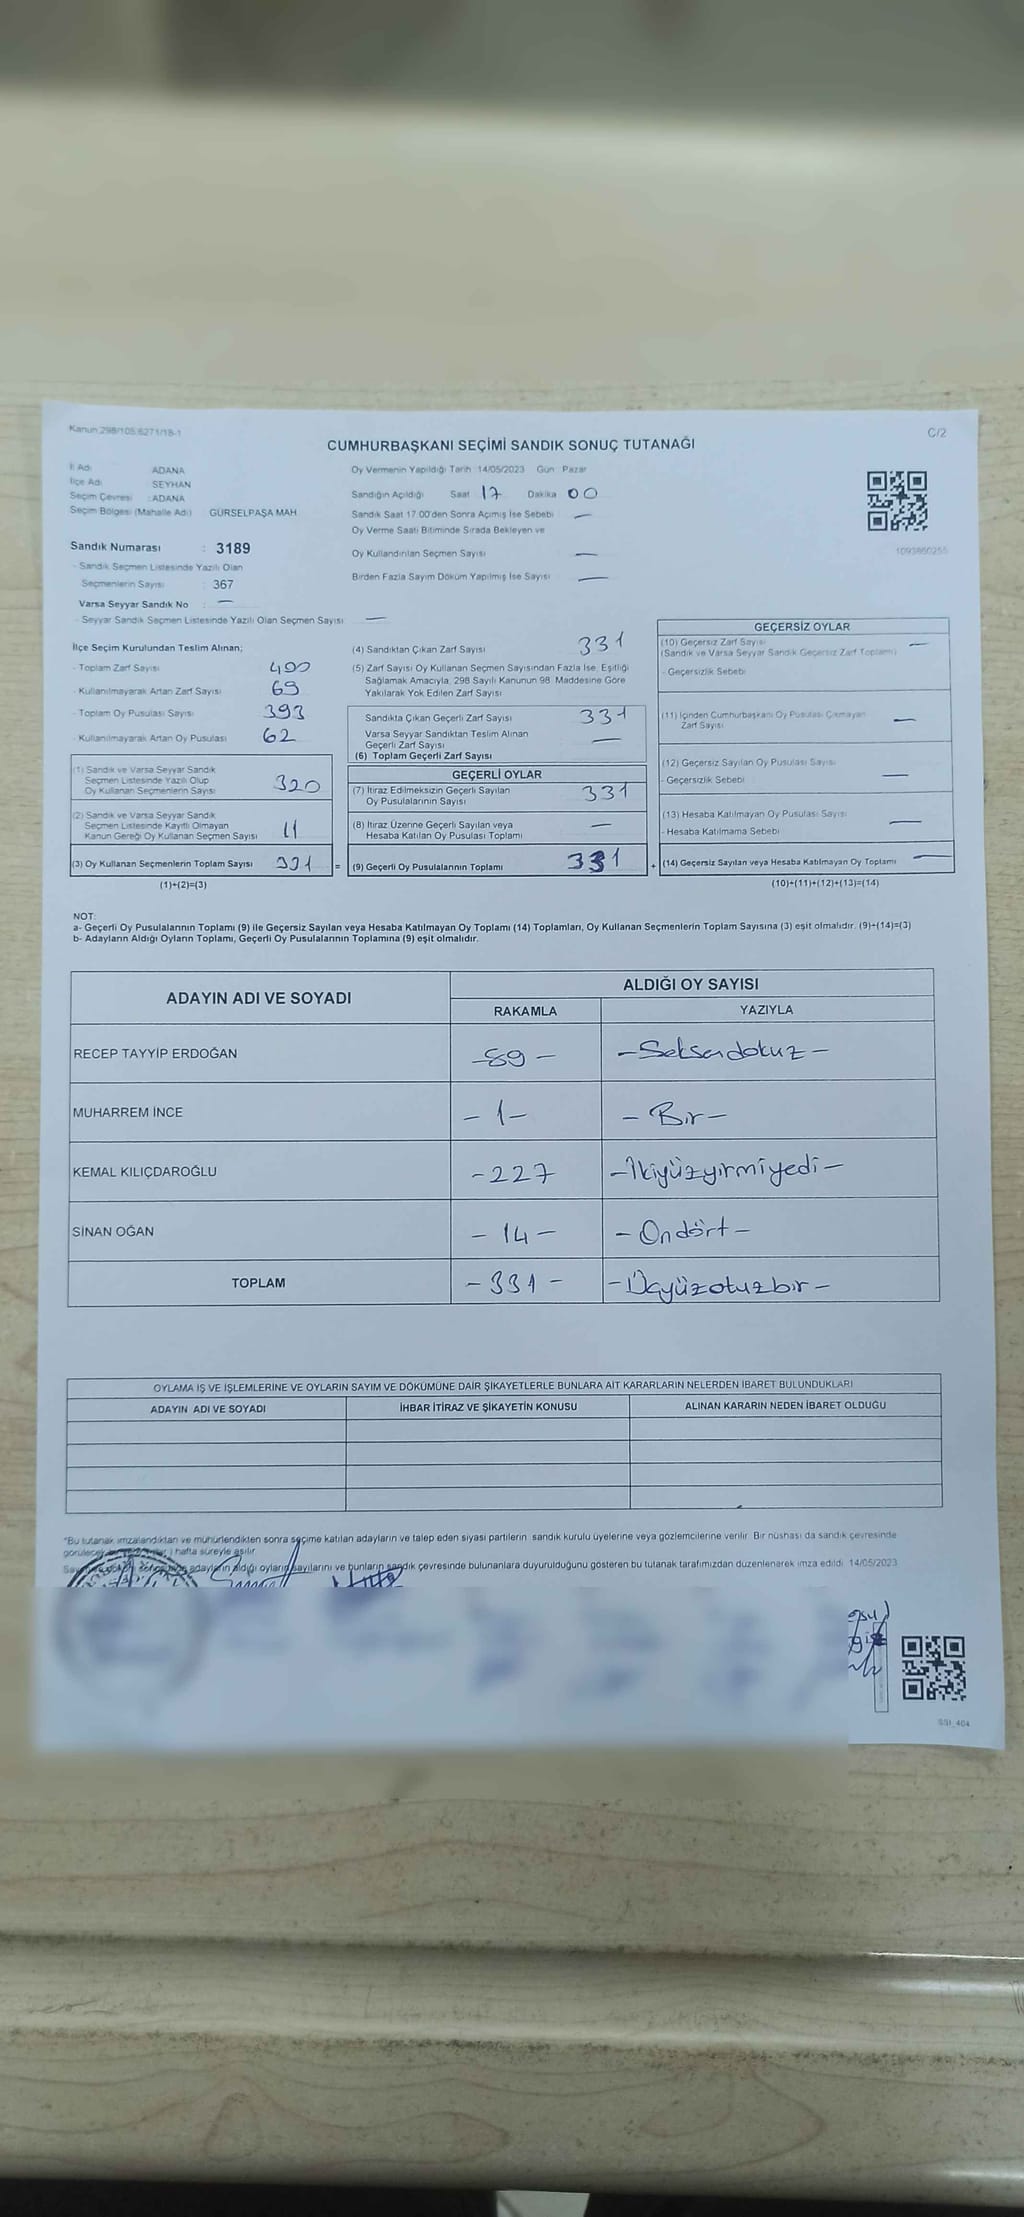 Kanun:298/105,6271/18-1
C/2
CUMHURBAŞKANI SEÇİMİ SANDIK SONUÇ TUTANAĞI
İl Adı ADANA
İlçe Adı : SEYHAN
Seçim Çevresi : ADANA
Seçim Bölgesi (Mahalle Adı) GÜRSELPAŞA MAH.
Sandık Numarası : 3189
- Sandık Seçmen Listesinde Yazılı Olan
Seçmenlerin Sayısı : 367
Varsa Seyyar Sandık No : —
- Seyyar Sandık Seçmen Listesinde Yazılı Olan Seçmen Sayısı —
Oy Vermenin Yapıldığı Tarih 14/05/2023 Gün Pazar
Sandığın Açıldığı Saat 17 Dakika 00
Sandık Saat 17:00'den Sonra Açılmış İse Sebebi —
Oy Verme Saati Bitiminde Sırada Bekleyen ve
Oy Kullandırılan Seçmen Sayısı —
Birden Fazla Sayım Döküm Yapılmış İse Sayısı —
1093860255
İlçe Seçim Kurulundan Teslim Alınan;
- Toplam Zarf Sayısı 400
- Kullanılmayarak Artan Zarf Sayısı 69
- Toplam Oy Pusulası Sayısı 393
- Kullanılmayarak Artan Oy Pusulası 62
(1) Sandık ve Varsa Seyyar Sandık
Seçmen Listesinde Yazılı Olup
Oy Kullanan Seçmenlerin Sayısı 320
(2) Sandık ve Varsa Seyyar Sandık
Seçmen Listesinde Kayıtlı Olmayan
Kanun Gereği Oy Kullanan Seçmen Sayısı 11
(3) Oy Kullanan Seçmenlerin Toplam Sayısı 331 =
(1)+(2)=(3)
(4) Sandıktan Çıkan Zarf Sayısı 331
(5) Zarf Sayısı Oy Kullanan Seçmen Sayısından Fazla İse, Eşitliği
Sağlamak Amacıyla, 298 Sayılı Kanunun 98. Maddesine Göre
Yakılarak Yok Edilen Zarf Sayısı
Sandıkta Çıkan Geçerli Zarf Sayısı 331
Varsa Seyyar Sandıktan Teslim Alınan
Geçerli Zarf Sayısı —
(6) Toplam Geçerli Zarf Sayısı
GEÇERLİ OYLAR
(7) İtiraz Edilmeksizin Geçerli Sayılan
Oy Pusulalarının Sayısı 331
(8) İtiraz Üzerine Geçerli Sayılan veya
Hesaba Katılan Oy Pusulası Toplamı —
(9) Geçerli Oy Pusulalarının Toplamı 331 +
GEÇERSİZ OYLAR
(10) Geçersiz Zarf Sayısı —
(Sandık ve Varsa Seyyar Sandık Geçersiz Zarf Toplamı)
- Geçersizlik Sebebi
(11) İçinden Cumhurbaşkanı Oy Pusulası Çıkmayan
Zarf Sayısı —
(12) Geçersiz Sayılan Oy Pusulası Sayısı
- Geçersizlik Sebebi —
(13) Hesaba Katılmayan Oy Pusulası Sayısı
- Hesaba Katılmama Sebebi —
(14) Geçersiz Sayılan veya Hesaba Katılmayan Oy Toplamı —
(10)+(11)+(12)+(13)=(14)
NOT:
a- Geçerli Oy Pusulalarının Toplamı (9) ile Geçersiz Sayılan veya Hesaba Katılmayan Oy Toplamı (14) Toplamları, Oy Kullanan Seçmenlerin Toplam Sayısına (3) eşit olmalıdır. (9)+(14)=(3)
b- Adayların Aldığı Oyların Toplamı, Geçerli Oy Pusulalarının Toplamına (9) eşit olmalıdır.
ADAYIN ADI VE SOYADI
ALDIĞI OY SAYISI
RAKAMLA YAZIYLA
RECEP TAYYİP ERDOĞAN -89- -Seksendokuz-
MUHARREM İNCE -1- -Bir-
KEMAL KILIÇDAROĞLU -227 -İkiyüzyirmiyedi-
SİNAN OĞAN -14- -Ondört-
TOPLAM -331- -Üçyüzotuzbir-
OYLAMA İŞ VE İŞLEMLERİNE VE OYLARIN SAYIM VE DÖKÜMÜNE DAİR ŞİKAYETLERLE BUNLARA AİT KARARLARIN NELERDEN İBARET BULUNDUKLARI
ADAYIN ADI VE SOYADI İHBAR İTİRAZ VE ŞİKAYETİN KONUSU ALINAN KARARIN NEDEN İBARET OLDUĞU
*Bu tutanak imzalandıktan ve mühürlendikten sonra seçime katılan adayların ve talep eden siyasi partilerin sandık kurulu üyelerine veya gözlemcilerine verilir. Bir nüshası da sandık çevresinde
görülecek hafta süreyle asılır.
adayların aldığı oyların sayılarını ve bunların sandık çevresinde bulunanlara duyurulduğunu gösteren bu tutanak tarafımızdan düzenlenerek imza edildi. 14/05/2023
SSI_404